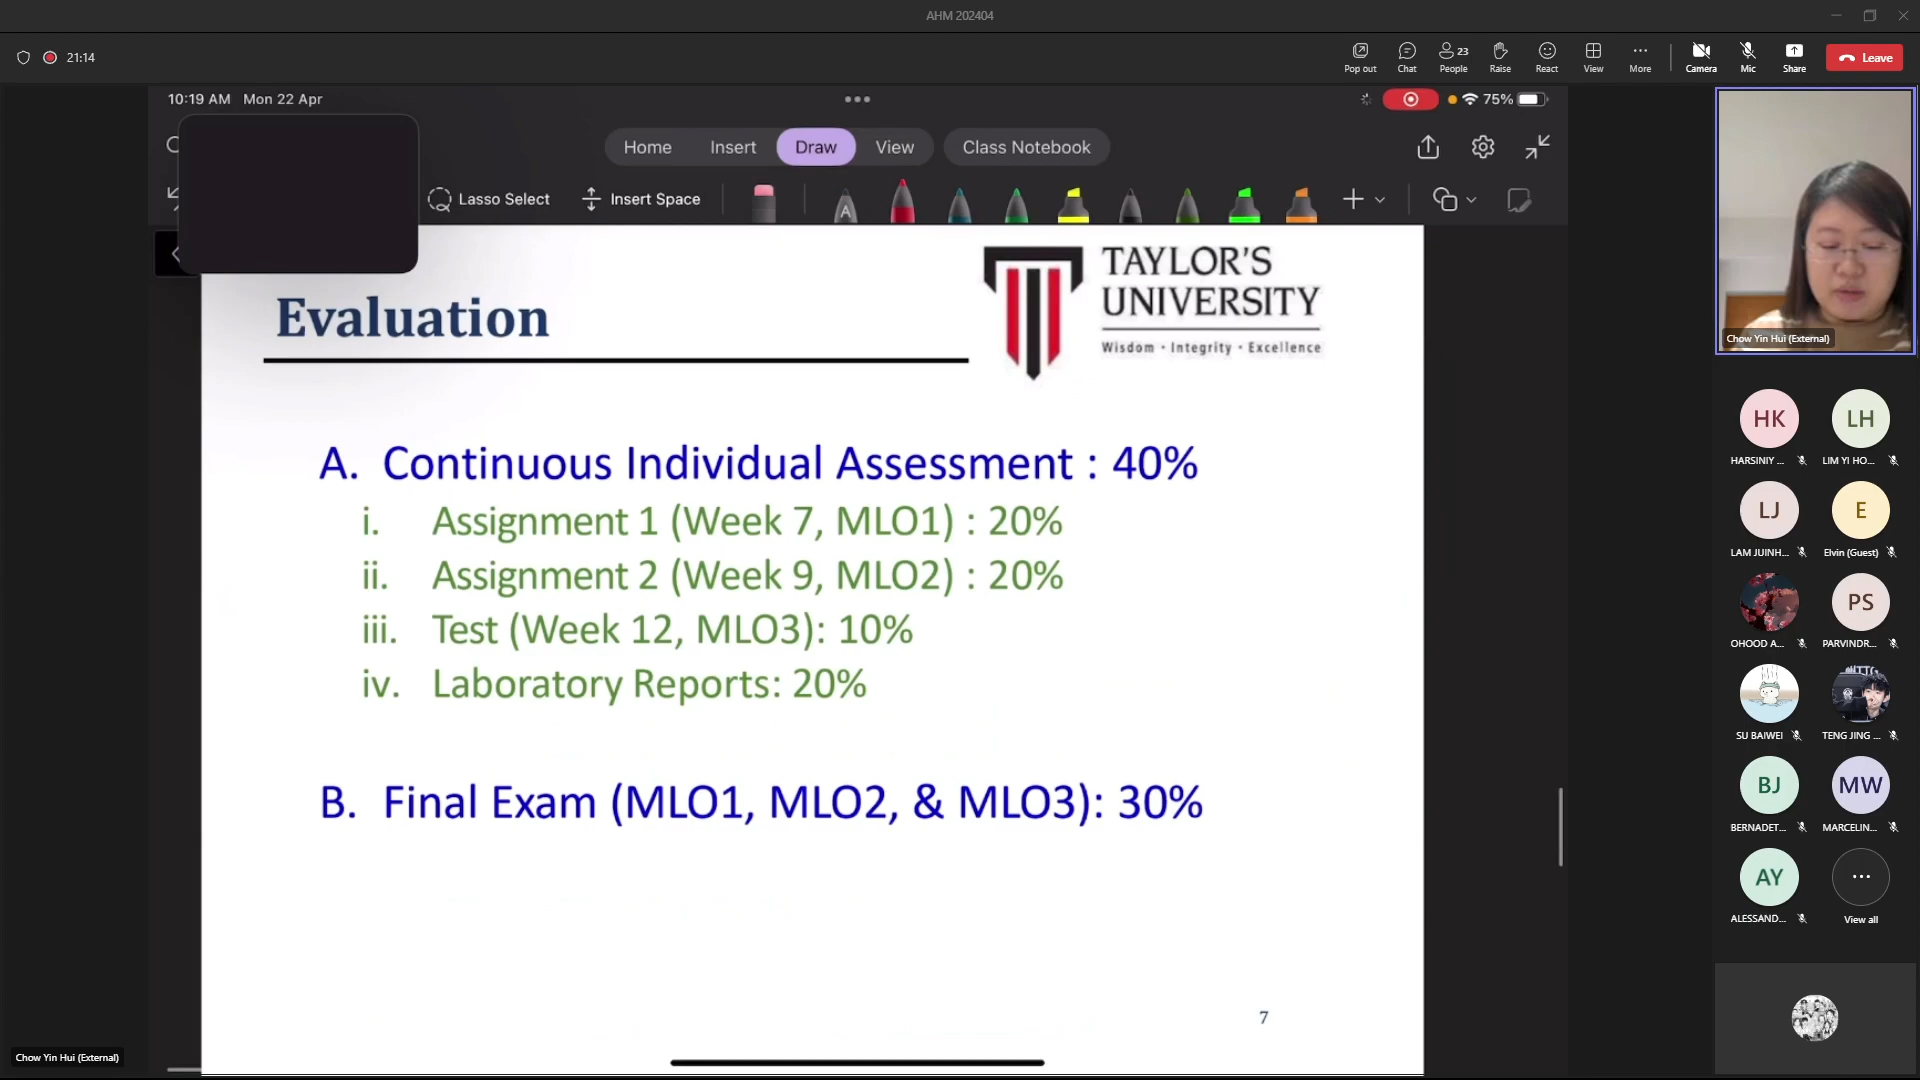 AHM 202404
21:14
Pop out
Chat
23
People
Raise
React
View
More
Camera
Mic
Share
Leave
10:19 AM Mon 22 Apr
75%
Home
Insert
Draw
View
Class Notebook
Lasso Select
Insert Space
A
Evaluation
TAYLOR'S
UNIVERSITY
Wisdom • Integrity • Excellence
A. Continuous Individual Assessment : 40%
i. Assignment 1 (Week 7, MLO1) : 20%
ii. Assignment 2 (Week 9, MLO2) : 20%
iii. Test (Week 12, MLO3): 10%
iv. Laboratory Reports: 20%
B. Final Exam (MLO1, MLO2, & MLO3): 30%
7
Chow Yin Hui (External)
HK
LH
HARSINIY ...
LIM YI HO...
LJ
E
LAM JUINH...
Elvin (Guest)
PS
OHOOD A...
PARVINDR...
SU BAIWEI
TENG JING ...
BJ
MW
BERNADET...
MARCELIN...
AY
ALESSAND...
View all
Chow Yin Hui (External)